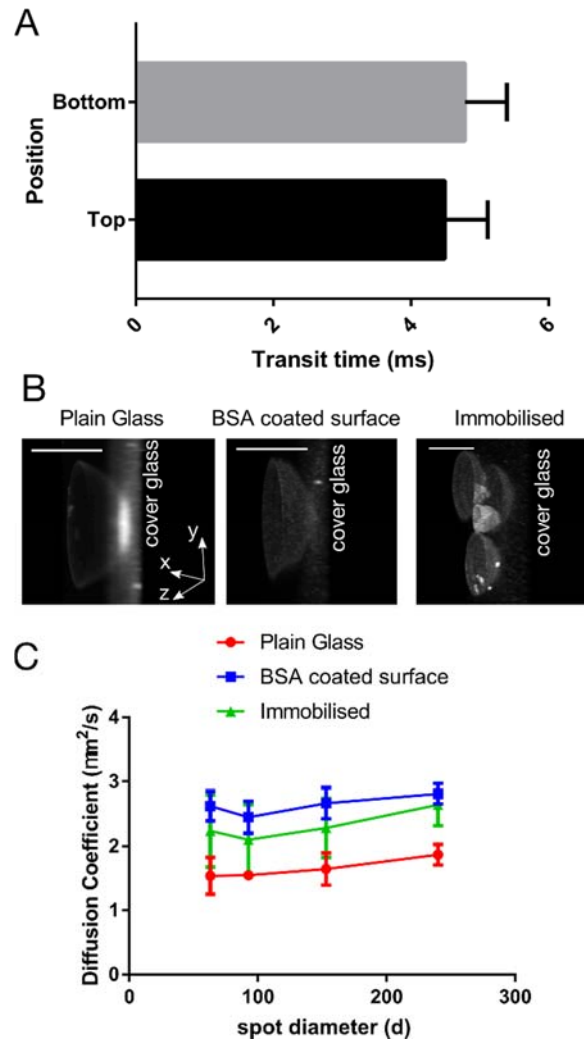 A
Position
Bottom
Top
0 2 4 6
Transit time (ms)
B
Plain Glass BSA coated surface Immobilised
cover glass cover glass cover glass
y
x
z
C
Plain Glass
BSA coated surface
Immobilised
Diffusion Coefficient (mm²/s)
4
3
2
1
0
0 100 200 300
spot diameter (d)